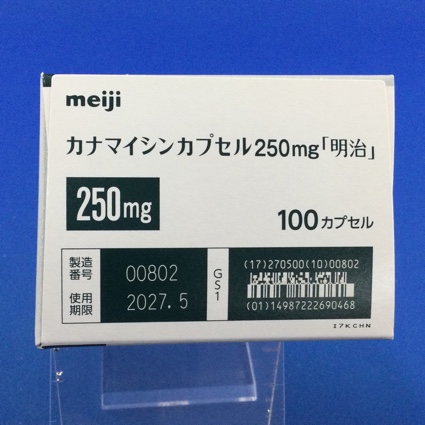 meiji
カナマイシンカプセル250mg「明治」
250mg
100カプセル
製造番号 00802
使用期限 2027.5
GS1
(17)270500(10)00802
(01)14987222690468
I7KCHN